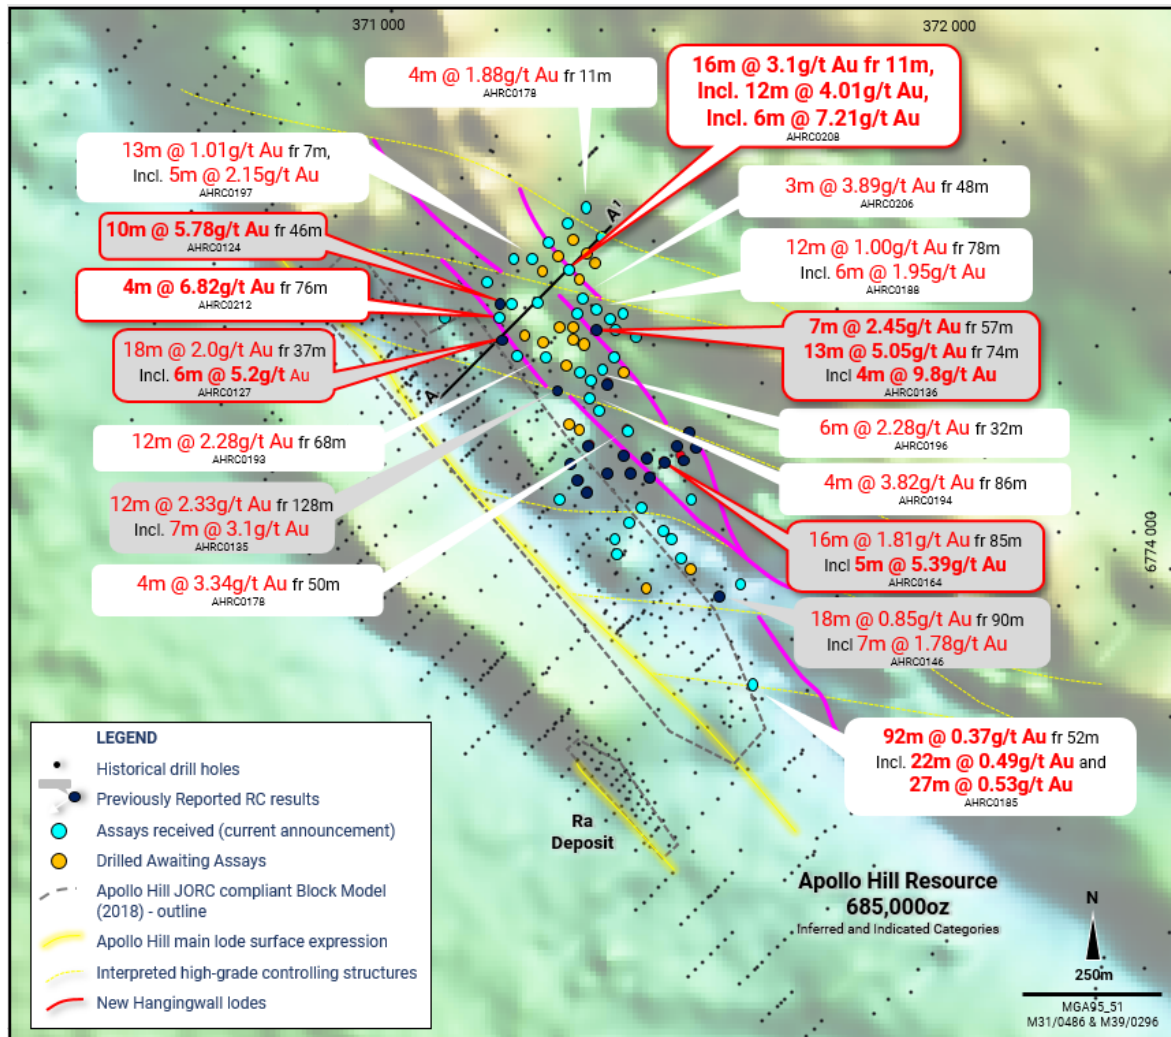 371 000
372 000
4m @ 1.88g/t Au fr 11m
AHRC0178
16m @ 3.1g/t Au fr 11m,
Incl. 12m @ 4.01g/t Au,
Incl. 6m @ 7.21g/t Au
AHRC0208
13m @ 1.01g/t Au fr 7m,
Incl. 5m @ 2.15g/t Au
AHRC0197
3m @ 3.89g/t Au fr 48m
AHRC0206
10m @ 5.78g/t Au fr 46m
AHRC0124
A¹
12m @ 1.00g/t Au fr 78m
Incl. 6m @ 1.95g/t Au
AHRC0188
4m @ 6.82g/t Au fr 76m
AHRC0212
7m @ 2.45g/t Au fr 57m
13m @ 5.05g/t Au fr 74m
Incl 4m @ 9.8g/t Au
AHRC0136
18m @ 2.0g/t Au fr 37m
Incl. 6m @ 5.2g/t Au
AHRC0127
A
6m @ 2.28g/t Au fr 32m
AHRC0196
12m @ 2.28g/t Au fr 68m
AHRC0193
4m @ 3.82g/t Au fr 86m
AHRC0194
12m @ 2.33g/t Au fr 128m
Incl. 7m @ 3.1g/t Au
AHRC0135
6774 000
16m @ 1.81g/t Au fr 85m
Incl 5m @ 5.39g/t Au
AHRC0164
4m @ 3.34g/t Au fr 50m
AHRC0178
18m @ 0.85g/t Au fr 90m
Incl 7m @ 1.78g/t Au
AHRC0146
92m @ 0.37g/t Au fr 52m
Incl. 22m @ 0.49g/t Au and
27m @ 0.53g/t Au
AHRC0185
LEGEND
Historical drill holes
Previously Reported RC results
Assays received (current announcement)
Drilled Awaiting Assays
Apollo Hill JORC compliant Block Model
(2018) - outline
Apollo Hill main lode surface expression
Interpreted high-grade controlling structures
New Hangingwall lodes
Ra
Deposit
Apollo Hill Resource
685,000oz
Inferred and Indicated Categories
N
250m
MGA95_51
M31/0486 & M39/0296